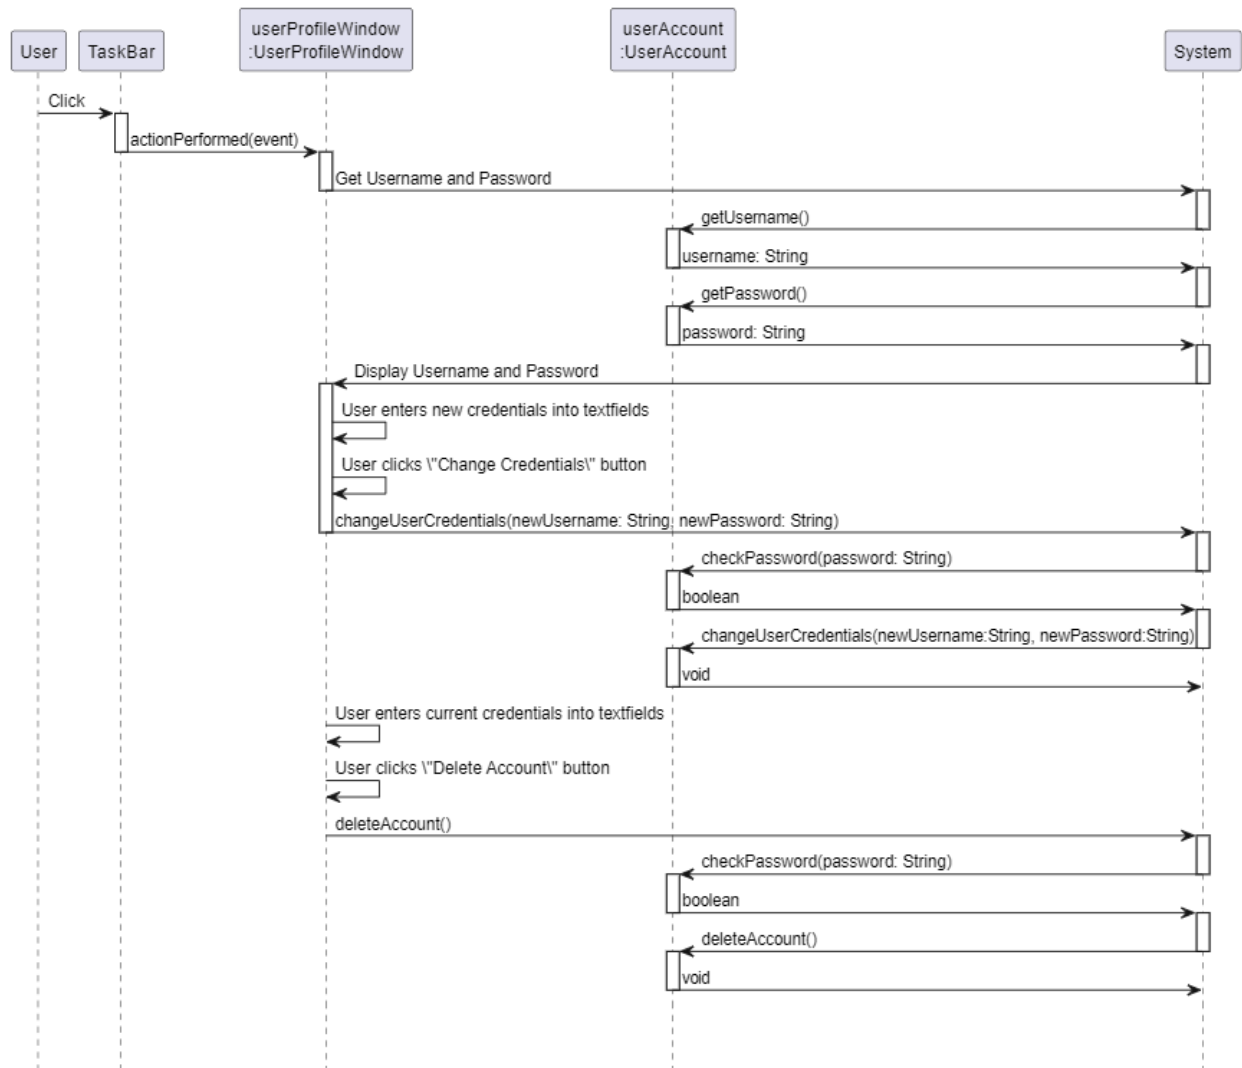 User
TaskBar
userProfileWindow
:UserProfileWindow
userAccount
:UserAccount
System
Click
actionPerformed(event)
Get Username and Password
getUsername()
username: String
getPassword()
password: String
Display Username and Password
User enters new credentials into textfields
User clicks \"Change Credentials\" button
changeUserCredentials(newUsername: String, newPassword: String)
checkPassword(password: String)
boolean
changeUserCredentials(newUsername:String, newPassword:String)
void
User enters current credentials into textfields
User clicks \"Delete Account\" button
deleteAccount()
checkPassword(password: String)
boolean
deleteAccount()
void